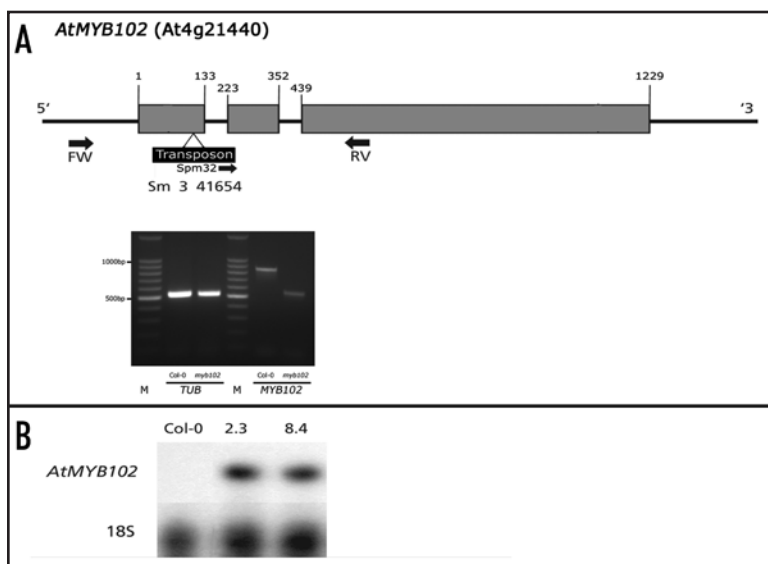 A
AtMYB102 (At4g21440)
1 133 223 352 439 1229
5' '3
FW RV
Transposon
Spm32
Sm 3 41654
1000bp
500bp
Col-0 myb102 Col-0 myb102
M TUB M MYB102
B
Col-0 2.3 8.4
AtMYB102
18S